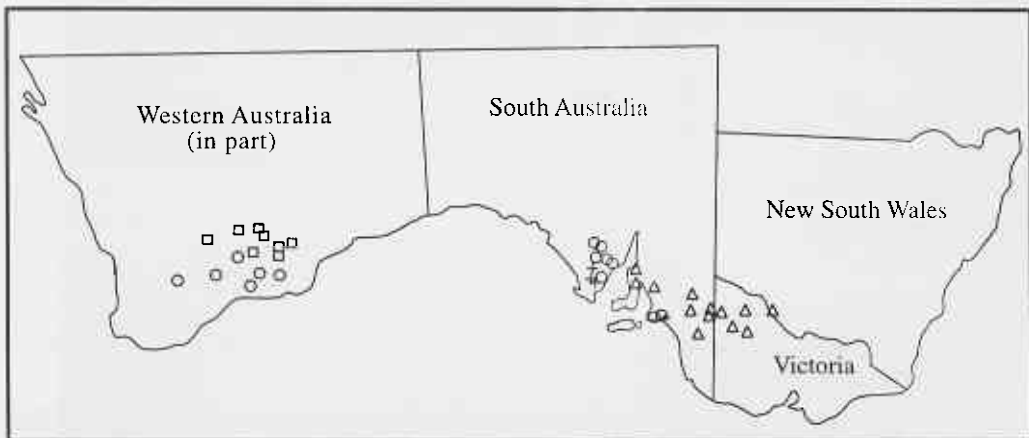 Western Australia
(in part)
South Australia
New South Wales
Victoria